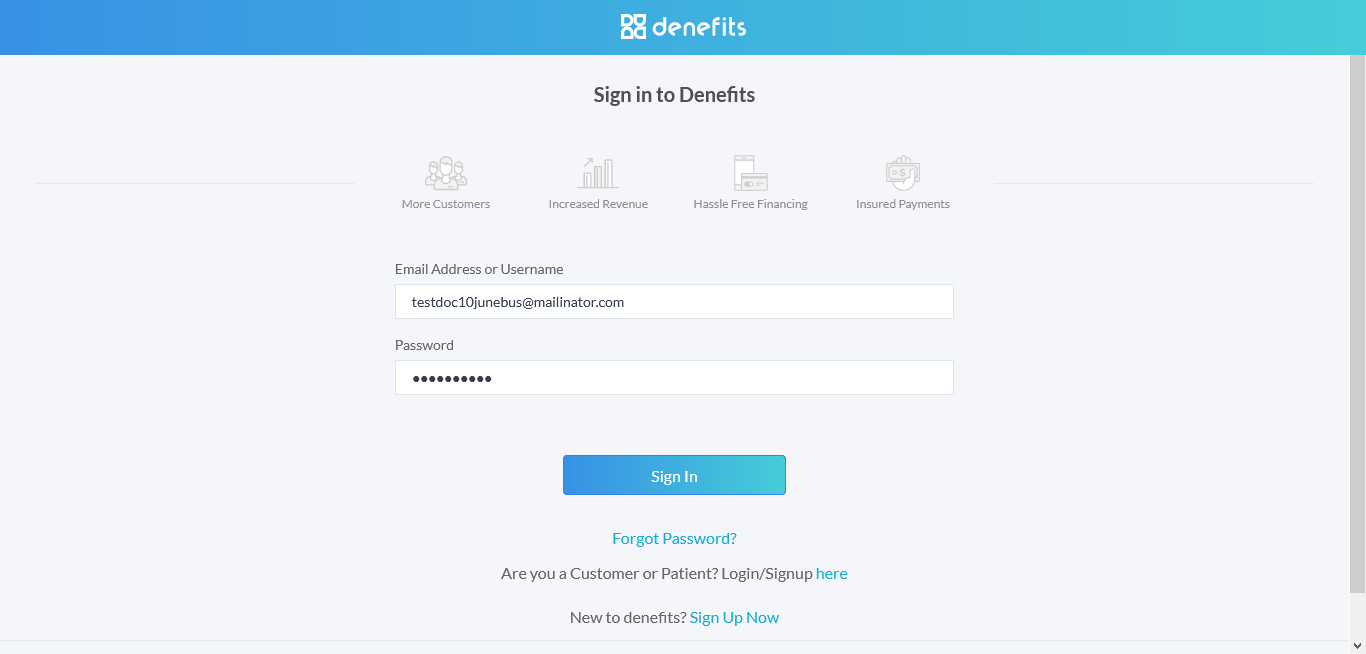 denefits
Sign in to Denefits
More Customers
Increased Revenue
Hassle Free Financing
Insured Payments
Email Address or Username
testdoc10junebus@mailinator.com
Password
●●●●●●●●●●
Sign In
Forgot Password?
Are you a Customer or Patient? Login/Signup here
New to denefits? Sign Up Now